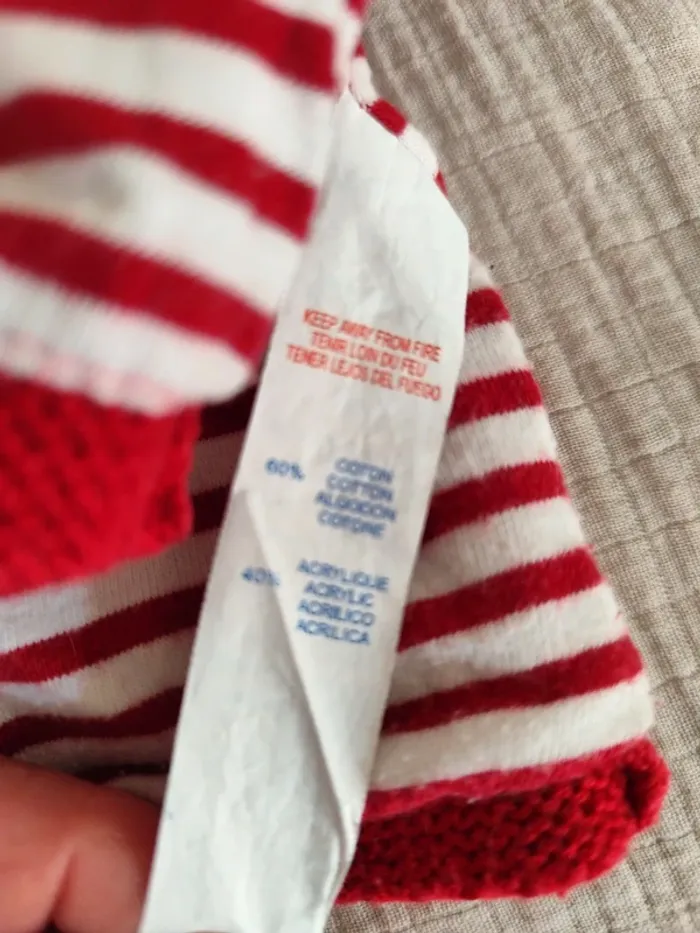 KEEP AWAY FROM FIRE
TENIR LOIN DU FEU
TENER LEJOS DEL FUEGO
60% COTON
COTTON
ALGODON
COTONE
40% ACRYLIQUE
ACRYLIC
ACRILICO
ACRILICA